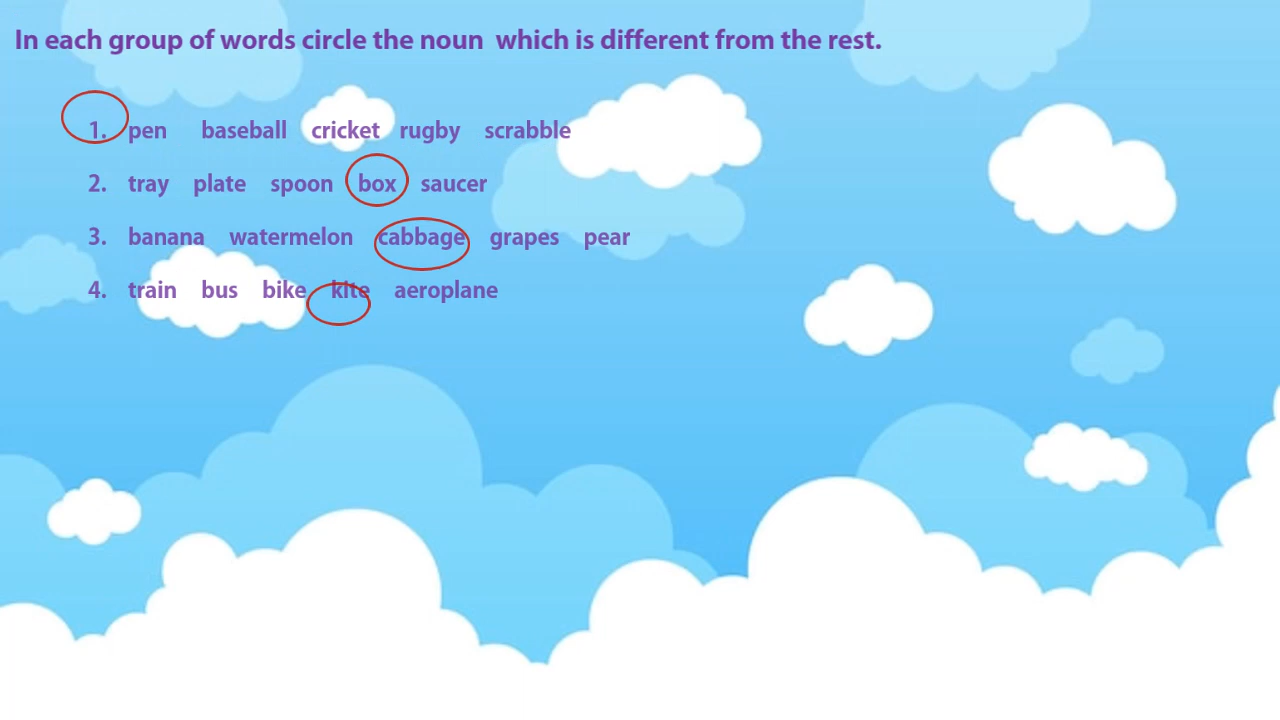 In each group of words circle the noun which is different from the rest.
1. pen baseball cricket rugby scrabble
2. tray plate spoon box saucer
3. banana watermelon cabbage grapes pear
4. train bus bike kite aeroplane